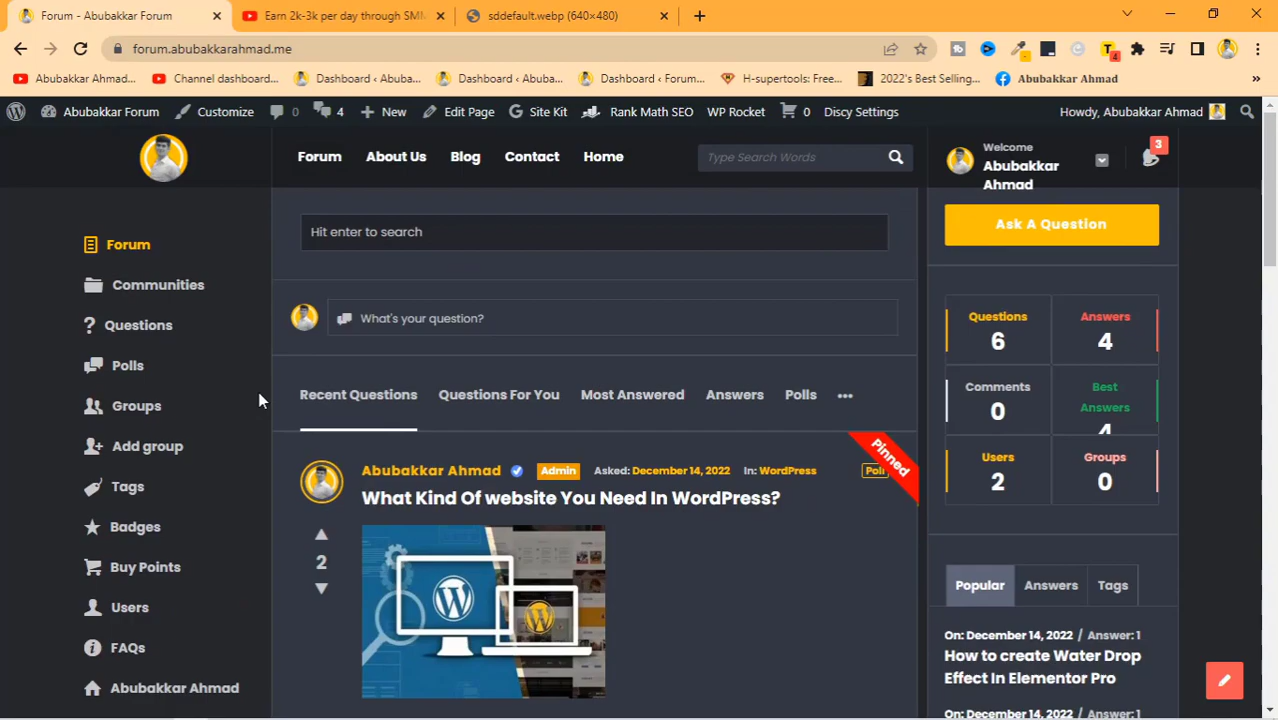 Forum - Abubakkar Forum
Earn 2k-3k per day through SMM
sddefault.webp (640×480)
forum.abubakkarahmad.me
4
Abubakkar Ahmad...
Channel dashboard...
Dashboard ‹ Abuba...
Dashboard ‹ Abuba...
Dashboard ‹ Forum...
H-supertools: Free...
2022's Best Selling...
Abubakkar Ahmad
»
Abubakkar Forum
Customize
0
4
New
Edit Page
Site Kit
Rank Math SEO
WP Rocket
0
Discy Settings
Howdy, Abubakkar Ahmad
Forum
About Us
Blog
Contact
Home
Type Search Words
Welcome
Abubakkar
Ahmad
3
Forum
Communities
Questions
Polls
Groups
Add group
Tags
Badges
Buy Points
Users
FAQs
Abubakkar Ahmad
Hit enter to search
What's your question?
Recent Questions
Questions For You
Most Answered
Answers
Polls
Abubakkar Ahmad
Admin
Asked: December 14, 2022
In: WordPress
Poll
Pinned
What Kind Of website You Need In WordPress?
2
Ask A Question
Questions
6
Answers
4
Comments
0
Best
Answers
4
Users
2
Groups
0
Popular
Answers
Tags
On: December 14, 2022 / Answer: 1
How to create Water Drop
Effect In Elementor Pro
On: December 14, 2022 / Answer: 1